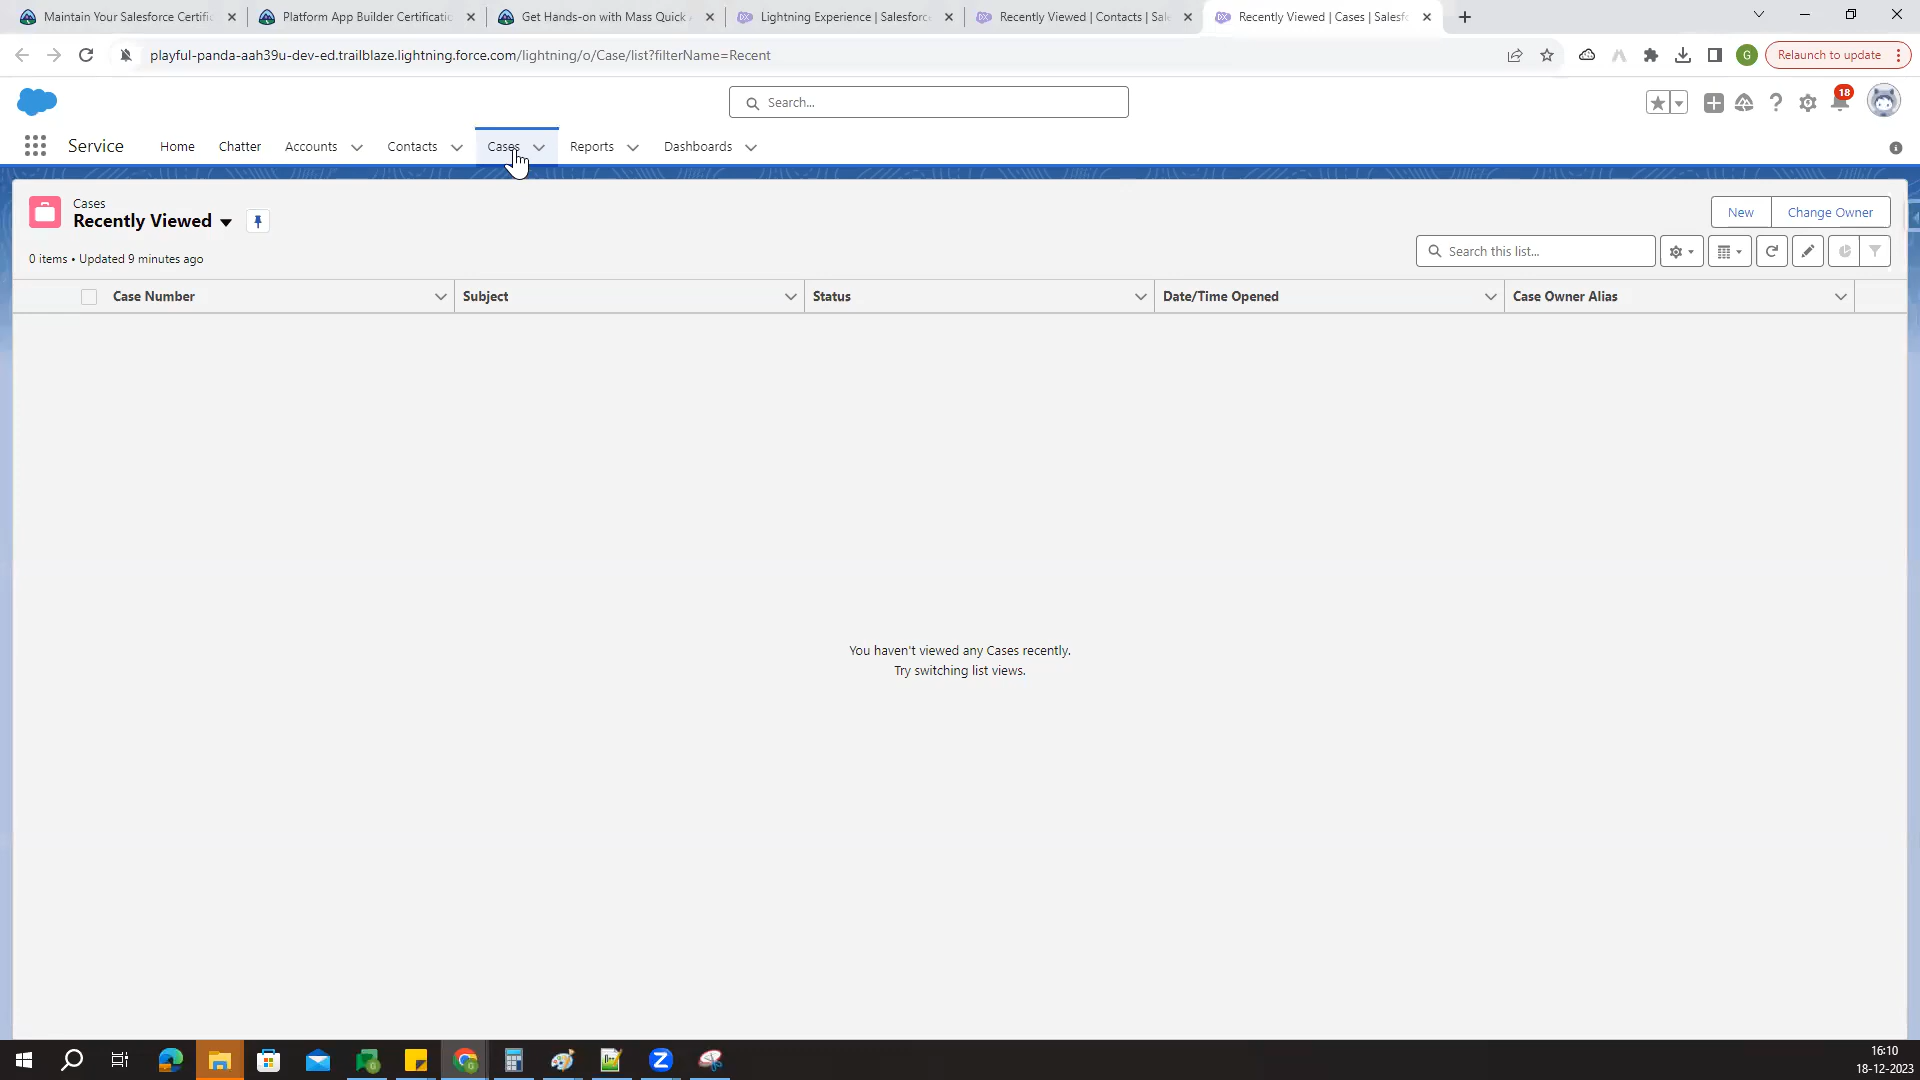 Maintain Your Salesforce Certific
Platform App Builder Certificatio
Get Hands-on with Mass Quick A
Lightning Experience | Salesforce
Recently Viewed | Contacts | Sale
Recently Viewed | Cases | Salesfo
playful-panda-aah39u-dev-ed.trailblaze.lightning.force.com/lightning/o/Case/list?filterName=Recent
G
Relaunch to update
Search...
18
Service
Home
Chatter
Accounts
Contacts
Cases
Reports
Dashboards
Cases
Recently Viewed
New
Change Owner
0 items • Updated 9 minutes ago
Search this list...
Case Number
Subject
Status
Date/Time Opened
Case Owner Alias
You haven't viewed any Cases recently.
Try switching list views.
16:10
18-12-2023